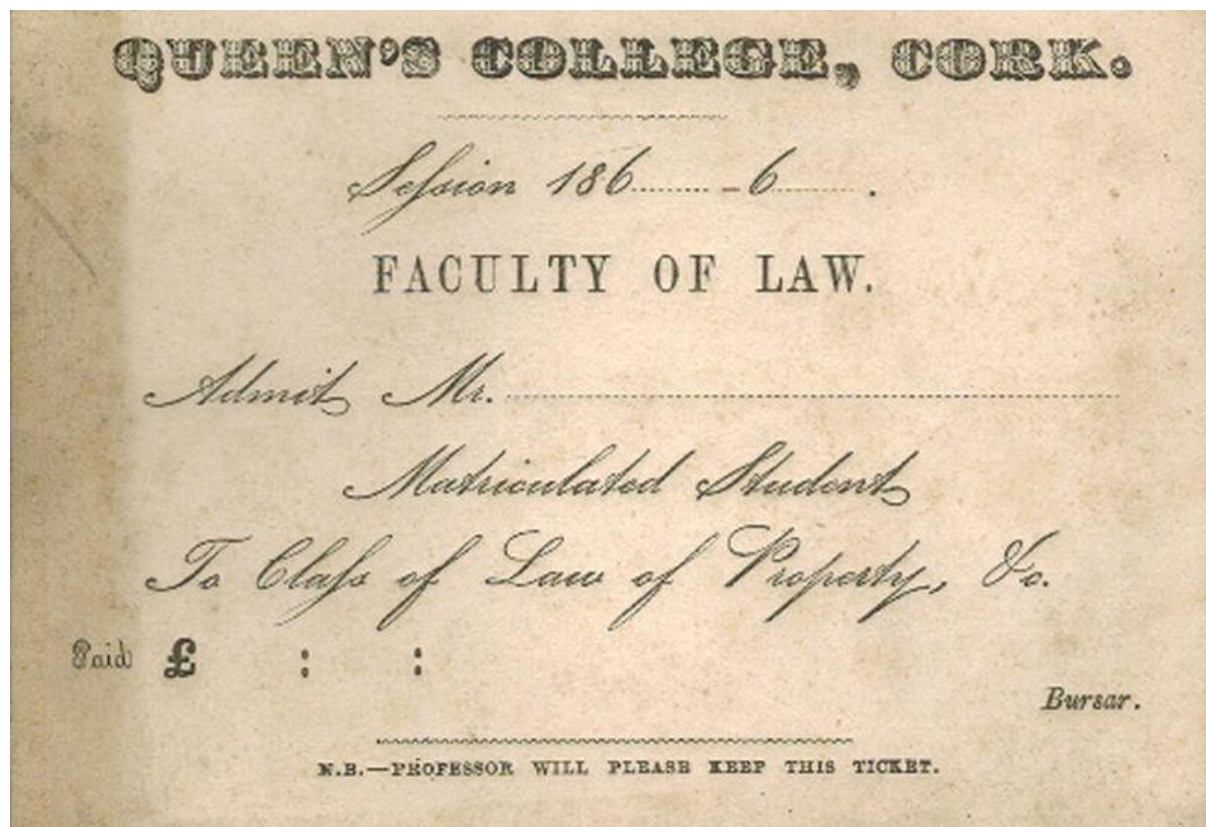 QUEEN'S COLLEGE, CORK.
Seſsion 186........ –6........ .
FACULTY OF LAW.
Admit Mr. ........................................
Matriculated Student
To Claſs of Law of Property, &c.
Paid £ : :
Bursar.
N.B.—PROFESSOR WILL PLEASE KEEP THIS TICKET.